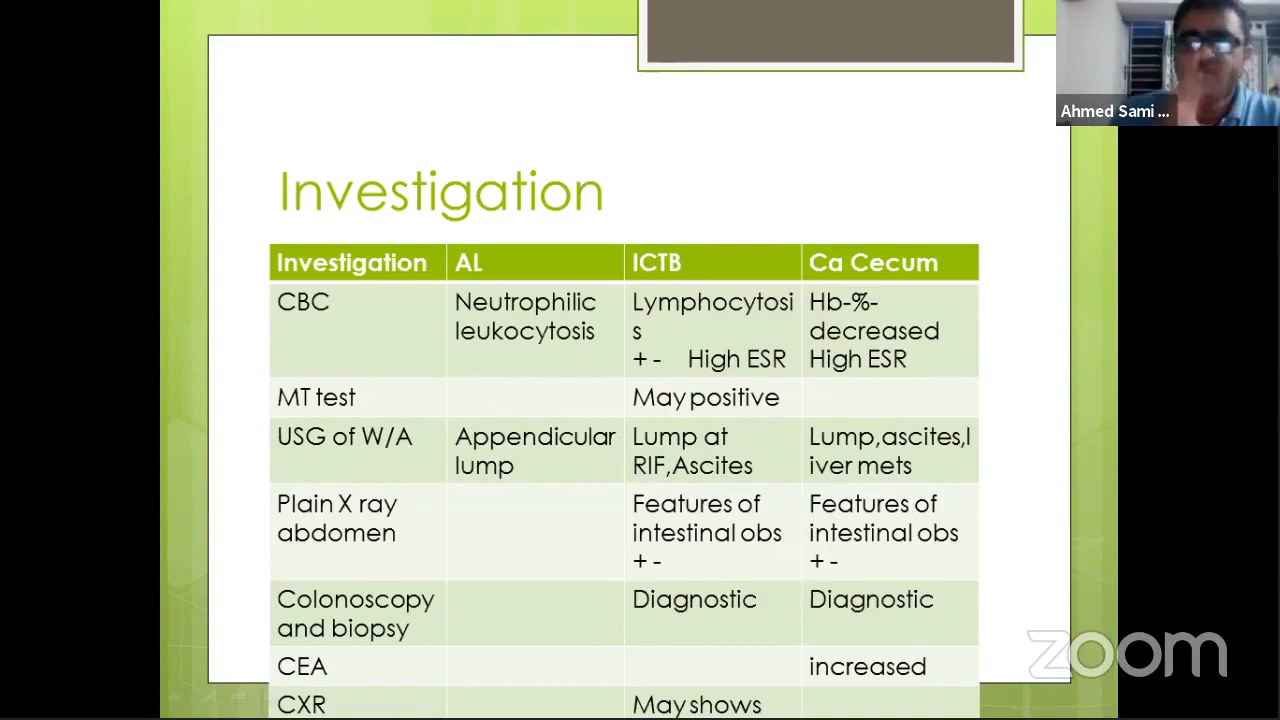 Ahmed Sami ...
Investigation
Investigation AL ICTB Ca Cecum
CBC Neutrophilic leukocytosis Lymphocytosis + - High ESR Hb-%- decreased High ESR
MT test May positive
USG of W/A Appendicular lump Lump at RIF,Ascites Lump,ascites,liver mets
Plain X ray abdomen Features of intestinal obs + - Features of intestinal obs + -
Colonoscopy and biopsy Diagnostic Diagnostic
CEA increased
CXR May shows
zoom